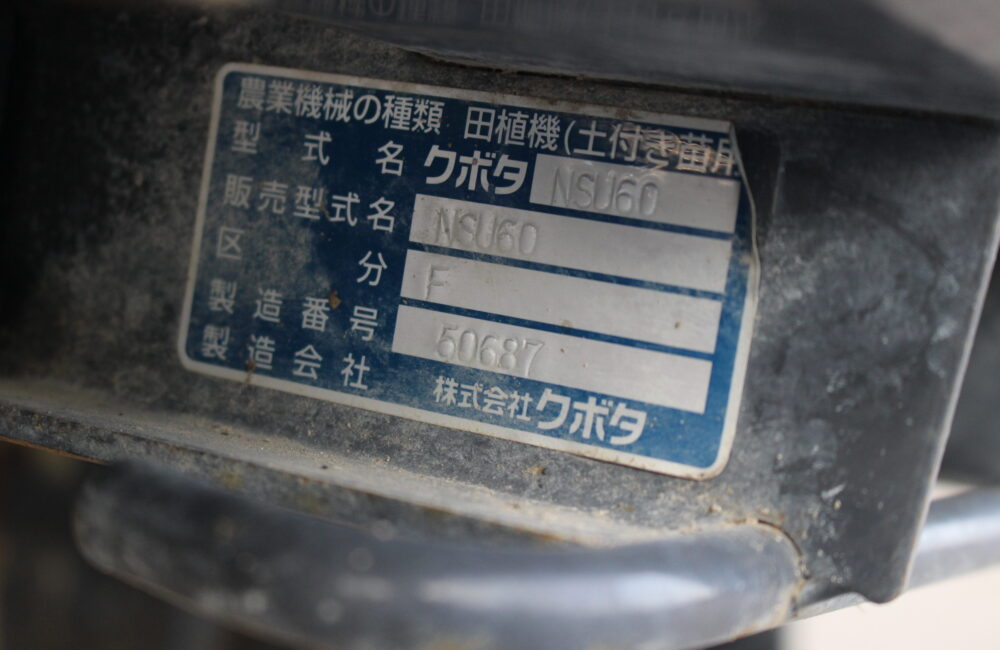 農業機械の種類 田植機(土付き苗用
型式名 クボタ NSU60
販売型式名 NSU60
区分 F
製造番号 50687
製造会社 株式会社クボタ